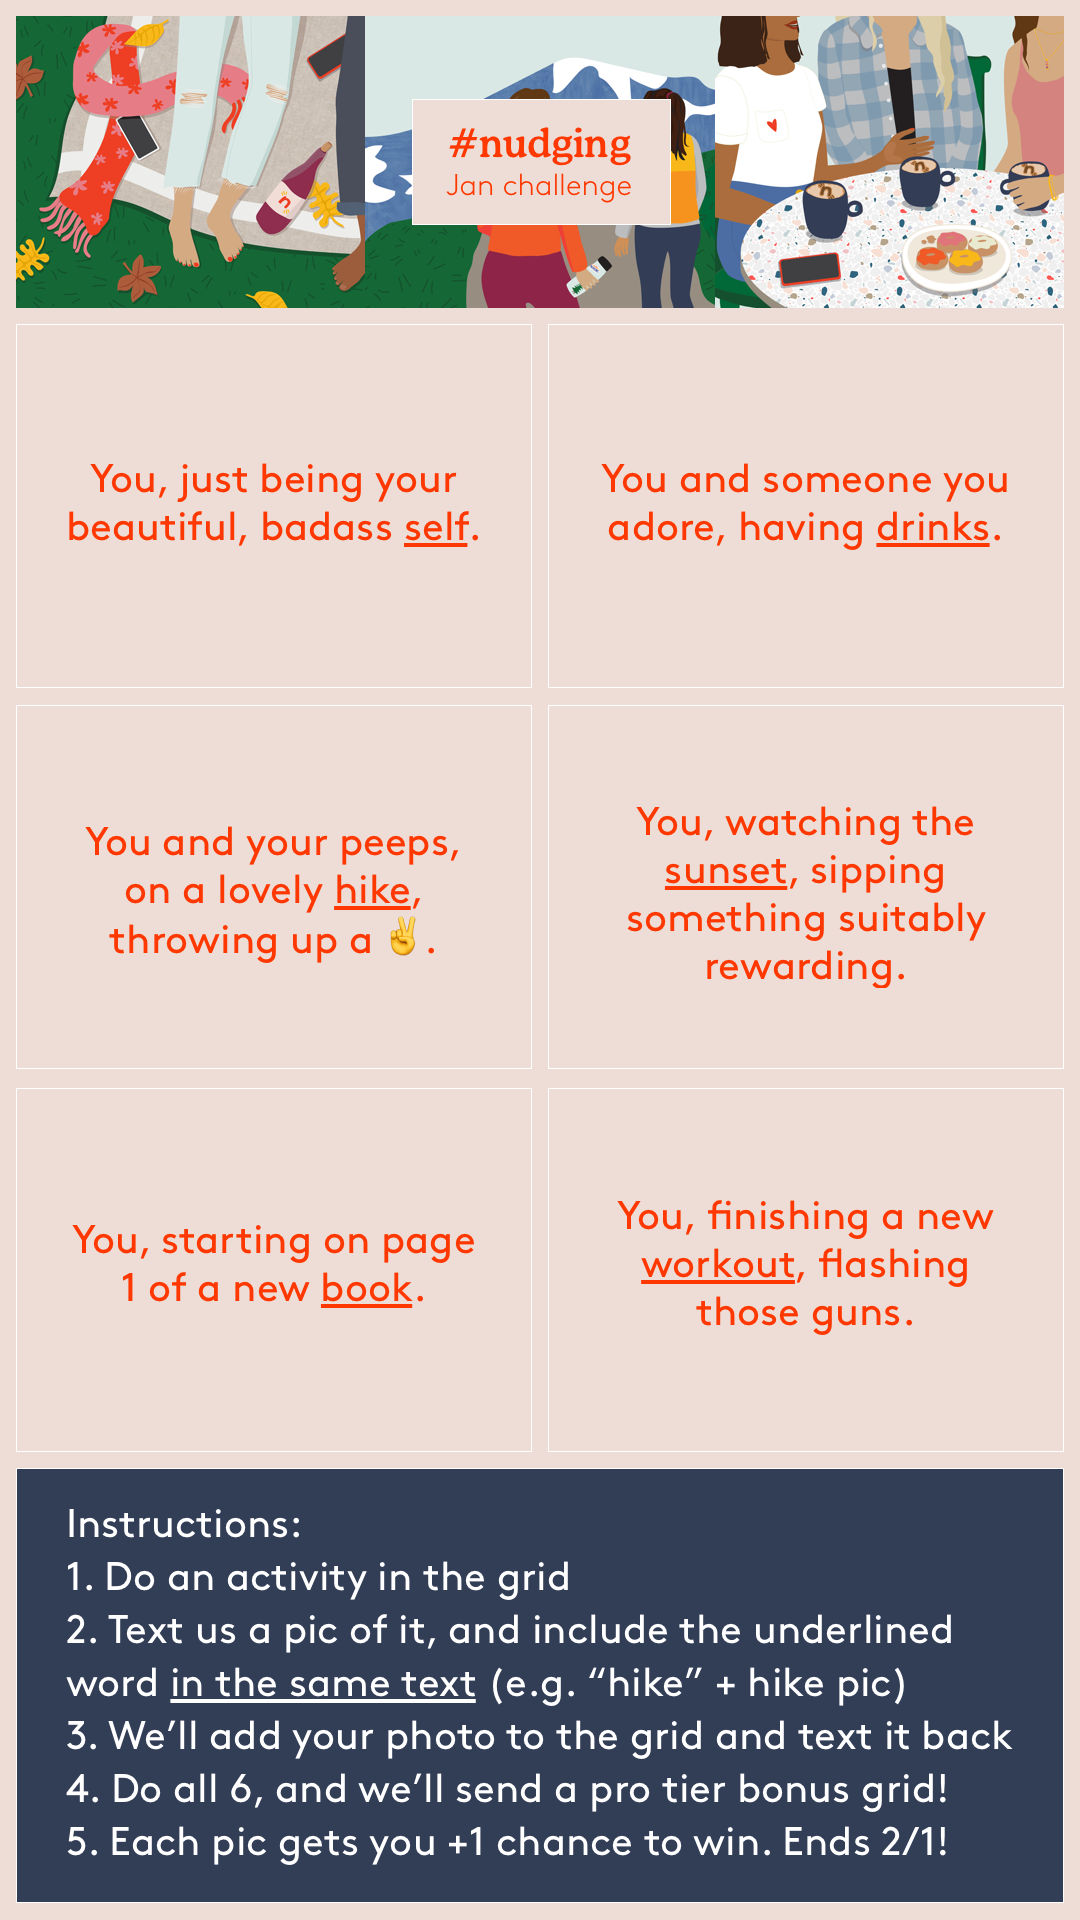 #nudging
Jan challenge
You, just being your
beautiful, badass self.
You and someone you
adore, having drinks.
You and your peeps,
on a lovely hike,
throwing up a ✌️.
You, watching the
sunset, sipping
something suitably
rewarding.
You, starting on page
1 of a new book.
You, finishing a new
workout, flashing
those guns.
Instructions:
1. Do an activity in the grid
2. Text us a pic of it, and include the underlined
word in the same text (e.g. “hike” + hike pic)
3. We’ll add your photo to the grid and text it back
4. Do all 6, and we’ll send a pro tier bonus grid!
5. Each pic gets you +1 chance to win. Ends 2/1!